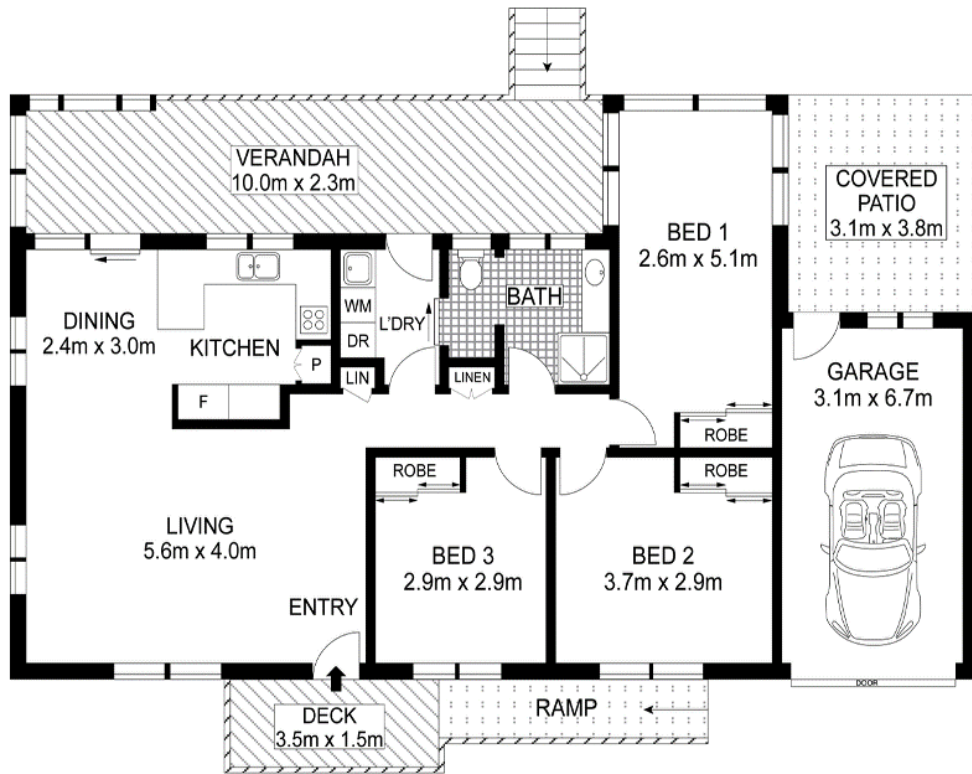 VERANDAH
10.0m x 2.3m
COVERED
PATIO
3.1m x 3.8m
BED 1
2.6m x 5.1m
DINING
2.4m x 3.0m
KITCHEN
P
F
WM
DR
L'DRY
LIN
BATH
LINEN
GARAGE
3.1m x 6.7m
ROBE
ROBE
ROBE
LIVING
5.6m x 4.0m
BED 3
2.9m x 2.9m
BED 2
3.7m x 2.9m
ENTRY
DOOR
DECK
3.5m x 1.5m
RAMP